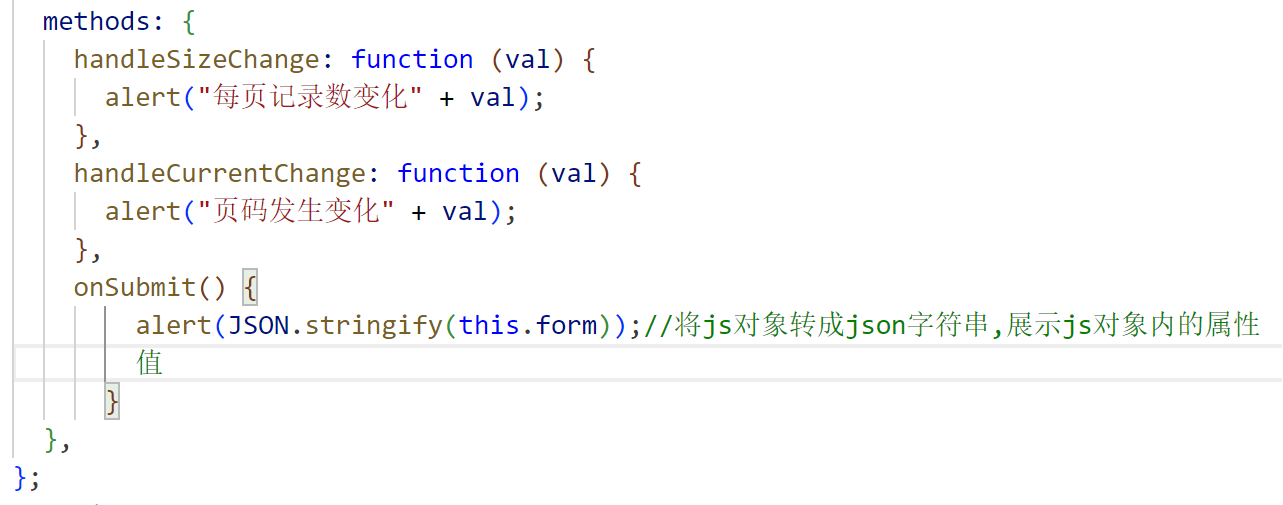 methods: {
handleSizeChange: function (val) {
alert("每页记录数变化" + val);
},
handleCurrentChange: function (val) {
alert("页码发生变化" + val);
},
onSubmit() {
alert(JSON.stringify(this.form));//将js对象转成json字符串,展示js对象内的属性
值
}
},
};